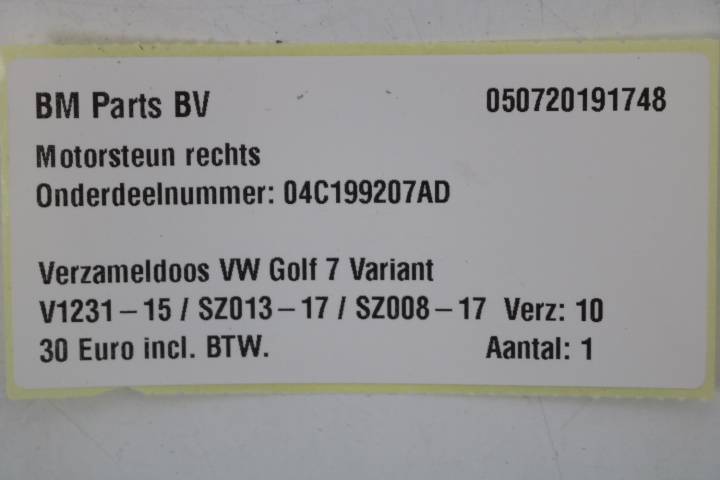 BM Parts BV 050720191748
Motorsteun rechts
Onderdeelnummer: 04C199207AD
Verzameldoos VW Golf 7 Variant
V1231-15 / SZ013-17 / SZ008-17 Verz: 10
30 Euro incl. BTW. Aantal: 1